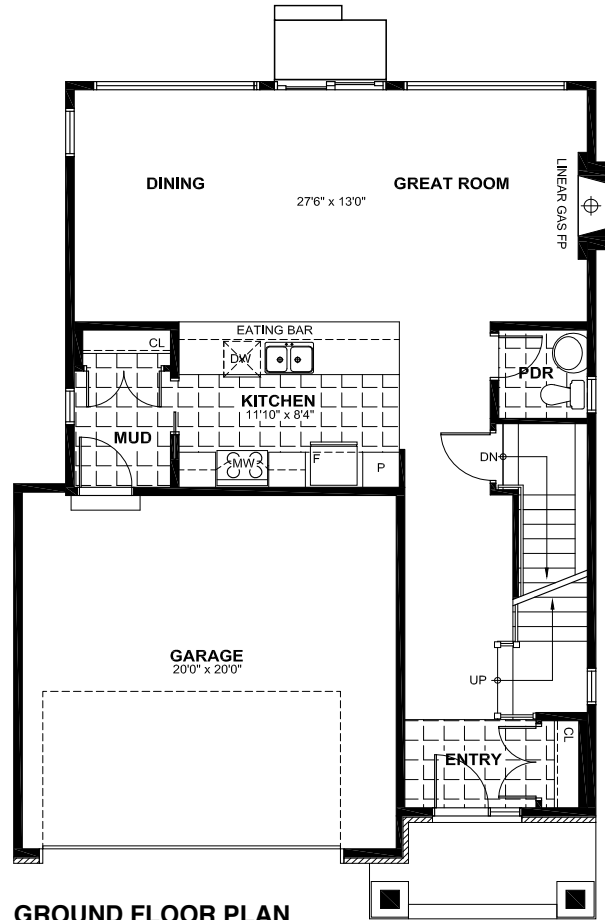 DINING
GREAT ROOM
27'6" x 13'0"
LINEAR GAS FP
EATING BAR
CL
DW
PDR
KITCHEN
11'10" x 8'4"
MUD
DN
MW
F
P
GARAGE
20'0" x 20'0"
UP
CL
ENTRY
GROUND FLOOR PLAN